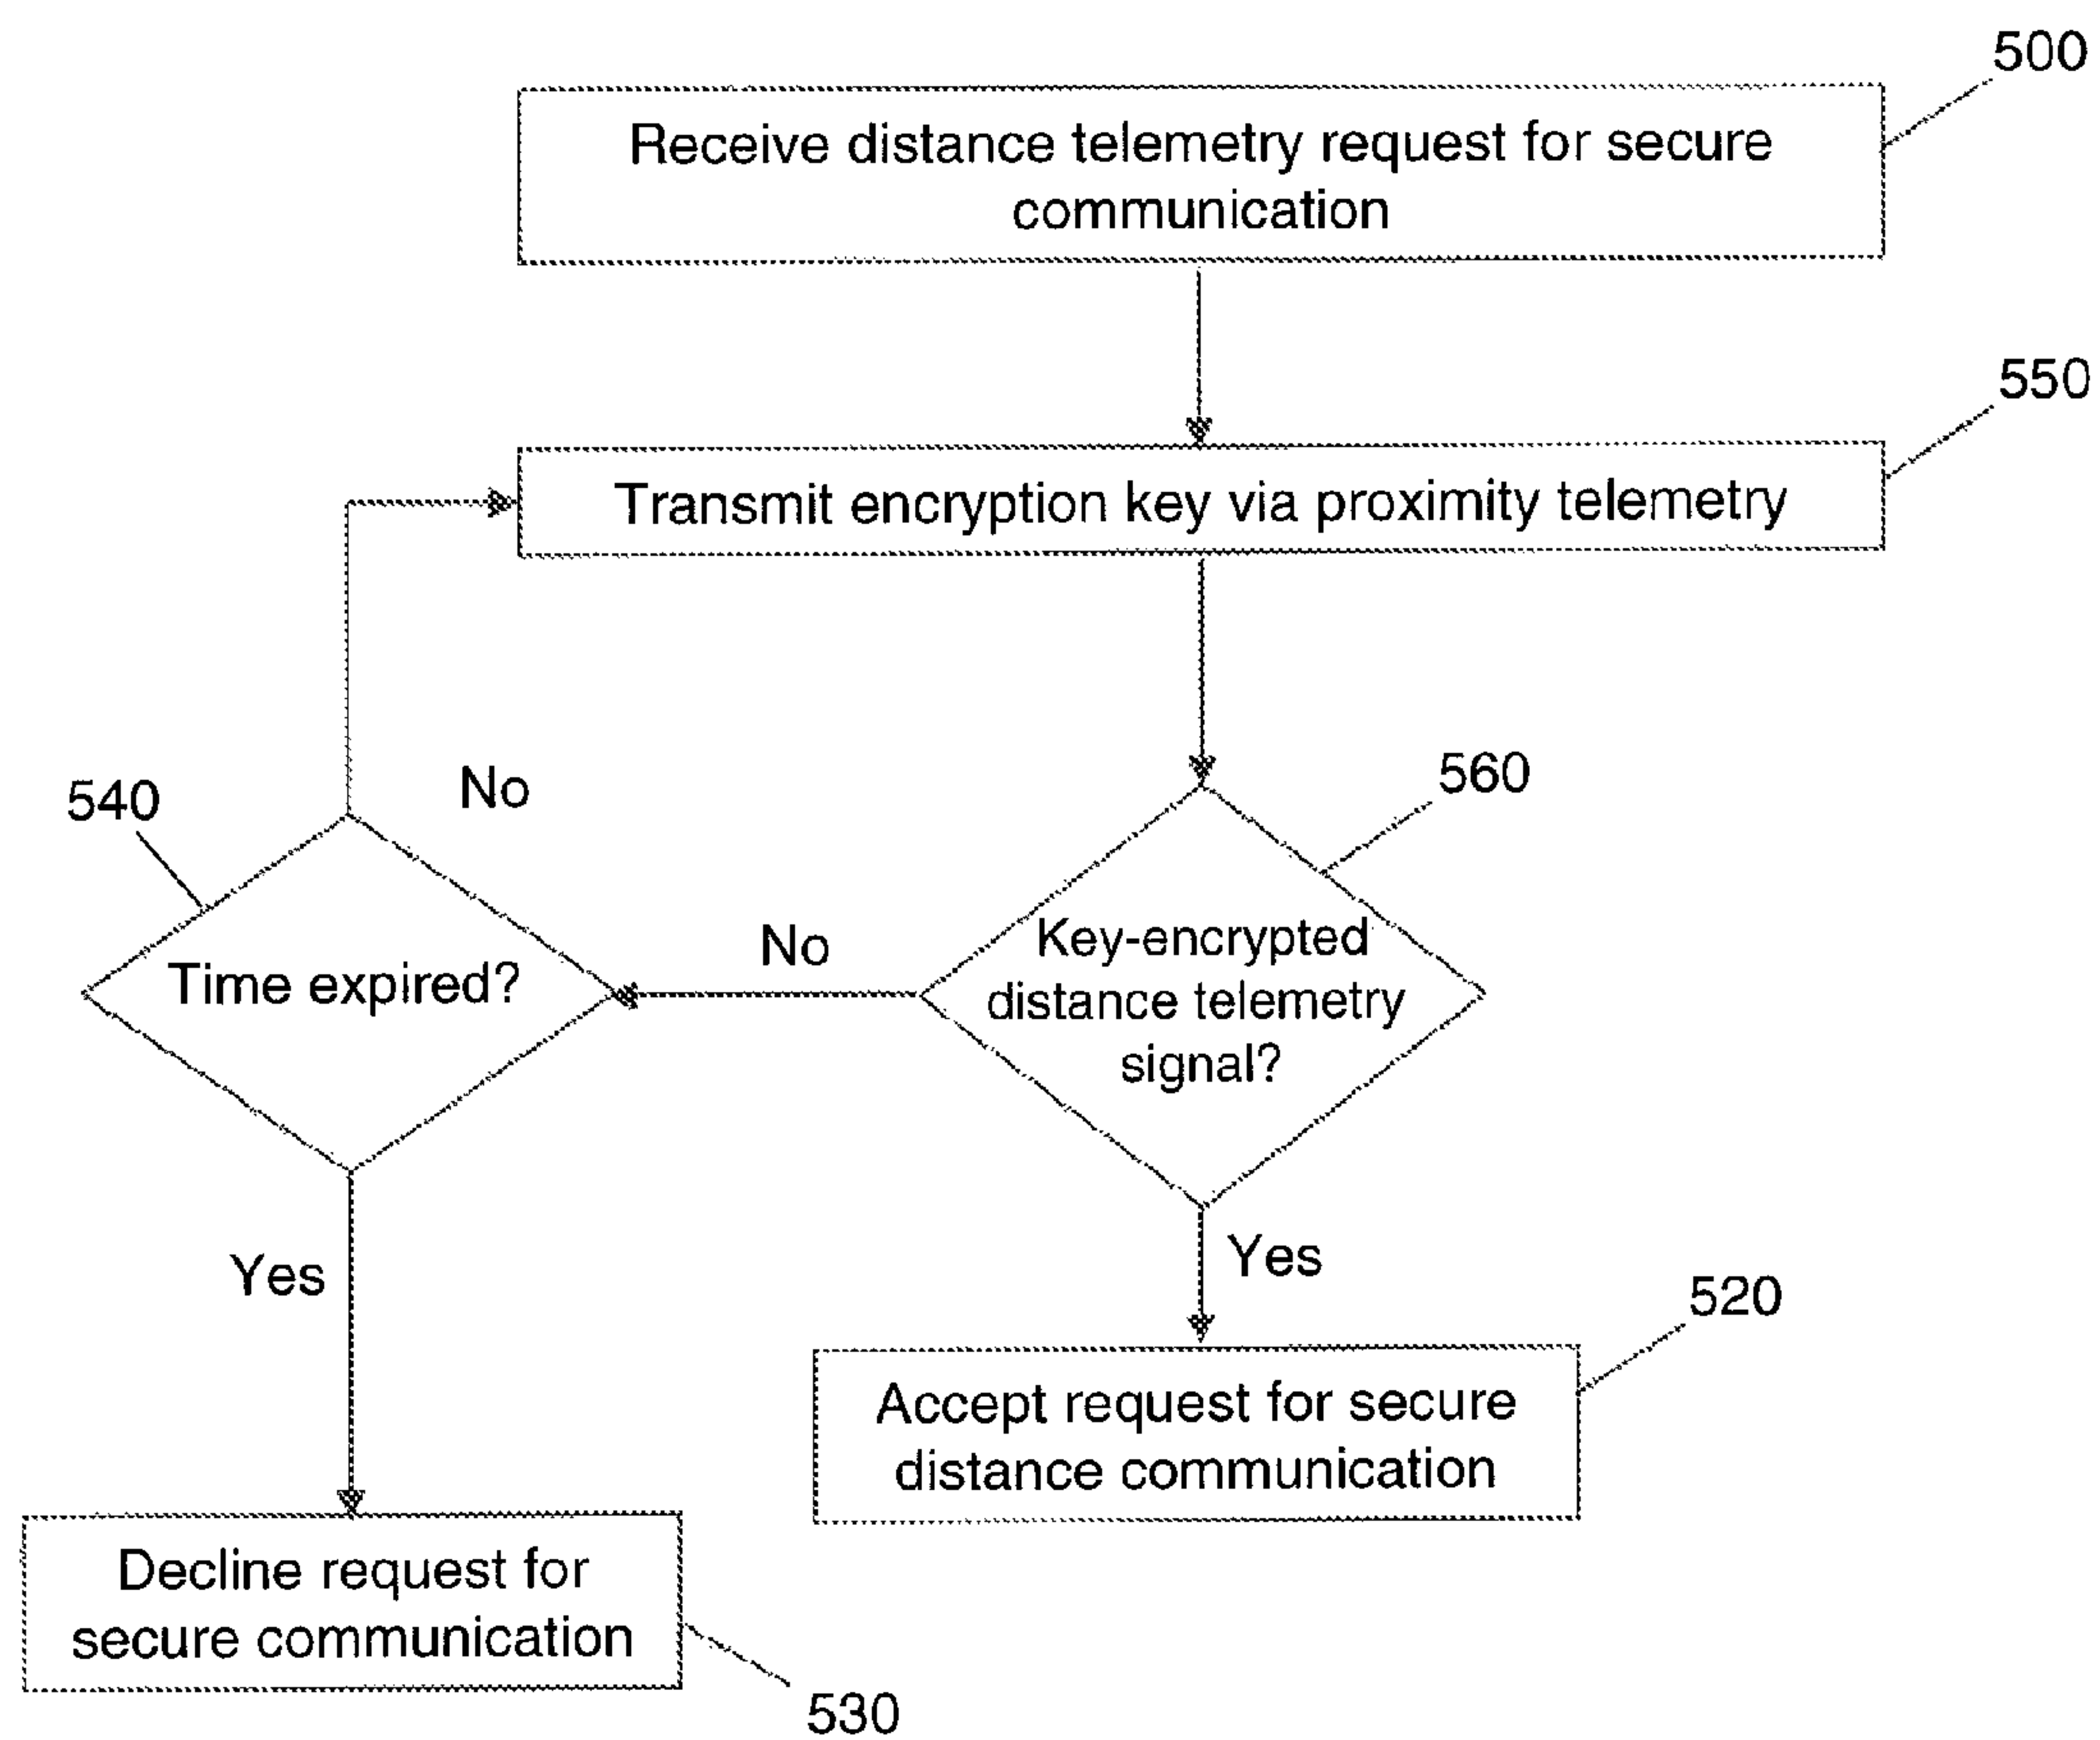 500
Receive distance telemetry request for secure
communication
550
Transmit encryption key via proximity telemetry
540
No
560
Time expired?
No
Key-encrypted
distance telemetry
signal?
Yes
Yes
520
Accept request for secure
distance communication
Decline request for
secure communication
530